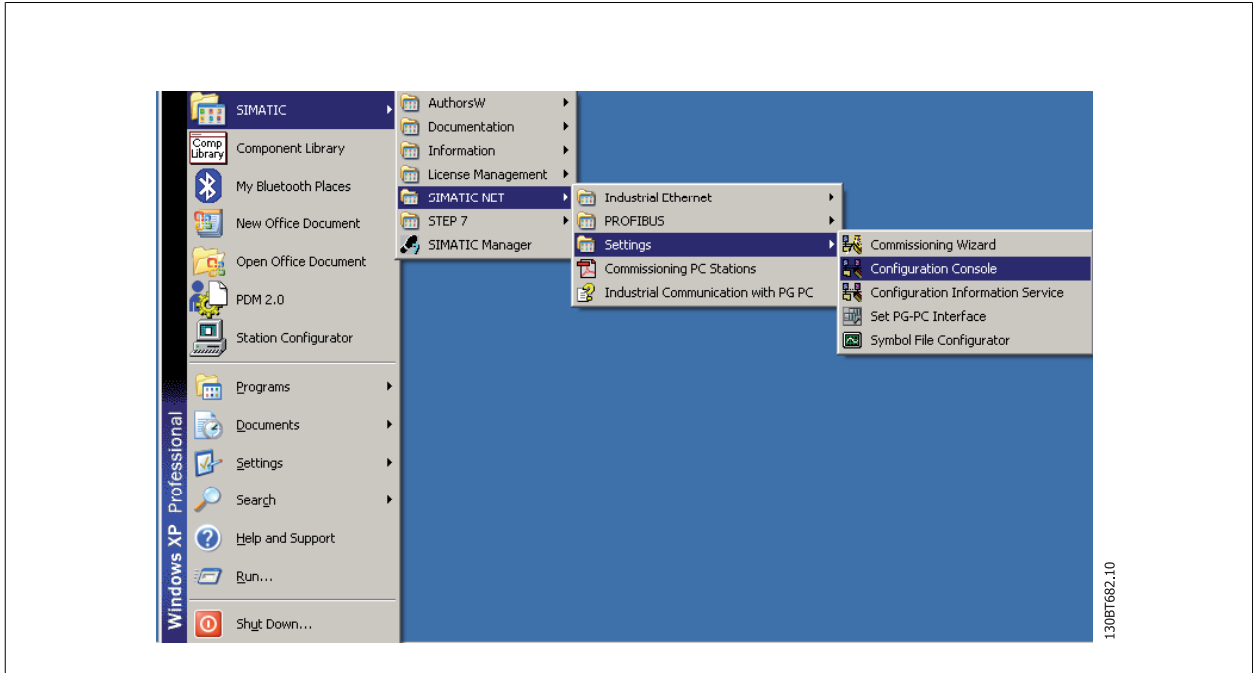 SIMATIC
Comp
Library
Component Library
My Bluetooth Places
New Office Document
Open Office Document
PDM 2.0
Station Configurator
Programs
Documents
Settings
Search
Help and Support
Run...
Shut Down...
Windows XP Professional
AuthorsW
Documentation
Information
License Management
SIMATIC NET
STEP 7
SIMATIC Manager
Industrial Ethernet
PROFIBUS
Settings
Commissioning PC Stations
Industrial Communication with PG PC
Commissioning Wizard
Configuration Console
Configuration Information Service
Set PG-PC Interface
Symbol File Configurator
130BT682.10